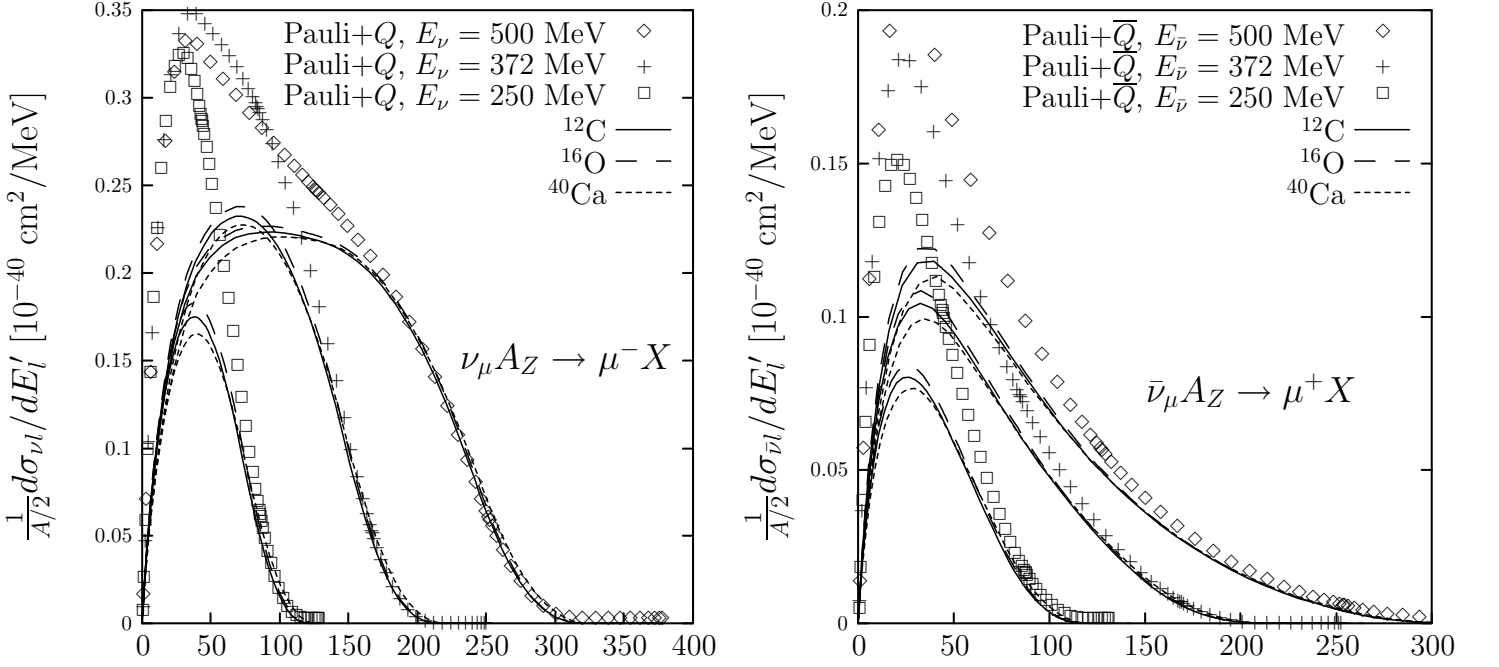 0.35
0.3
0.25
0.2
0.15
0.1
0.05
0
0 50 100 150 200 250 300 350 400
1/(A/2) dσ_{νl}/dE′_l [10⁻⁴⁰ cm²/MeV]
Pauli+Q, E_ν = 500 MeV
Pauli+Q, E_ν = 372 MeV
Pauli+Q, E_ν = 250 MeV
¹²C
¹⁶O
⁴⁰Ca
ν_μ A_Z → μ⁻X
0.2
0.15
0.1
0.05
0
0 50 100 150 200 250 300
1/(A/2) dσ_{ν̄l}/dE′_l [10⁻⁴⁰ cm²/MeV]
Pauli+Q̅, E_ν̄ = 500 MeV
Pauli+Q̅, E_ν̄ = 372 MeV
Pauli+Q̅, E_ν̄ = 250 MeV
¹²C
¹⁶O
⁴⁰Ca
ν̄_μ A_Z → μ⁺X